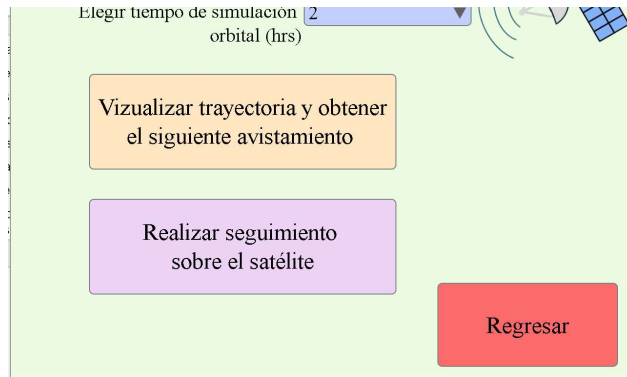 Elegir tiempo de simulación 2
orbital (hrs)
Vizualizar trayectoria y obtener
el siguiente avistamiento
Realizar seguimiento
sobre el satélite
Regresar